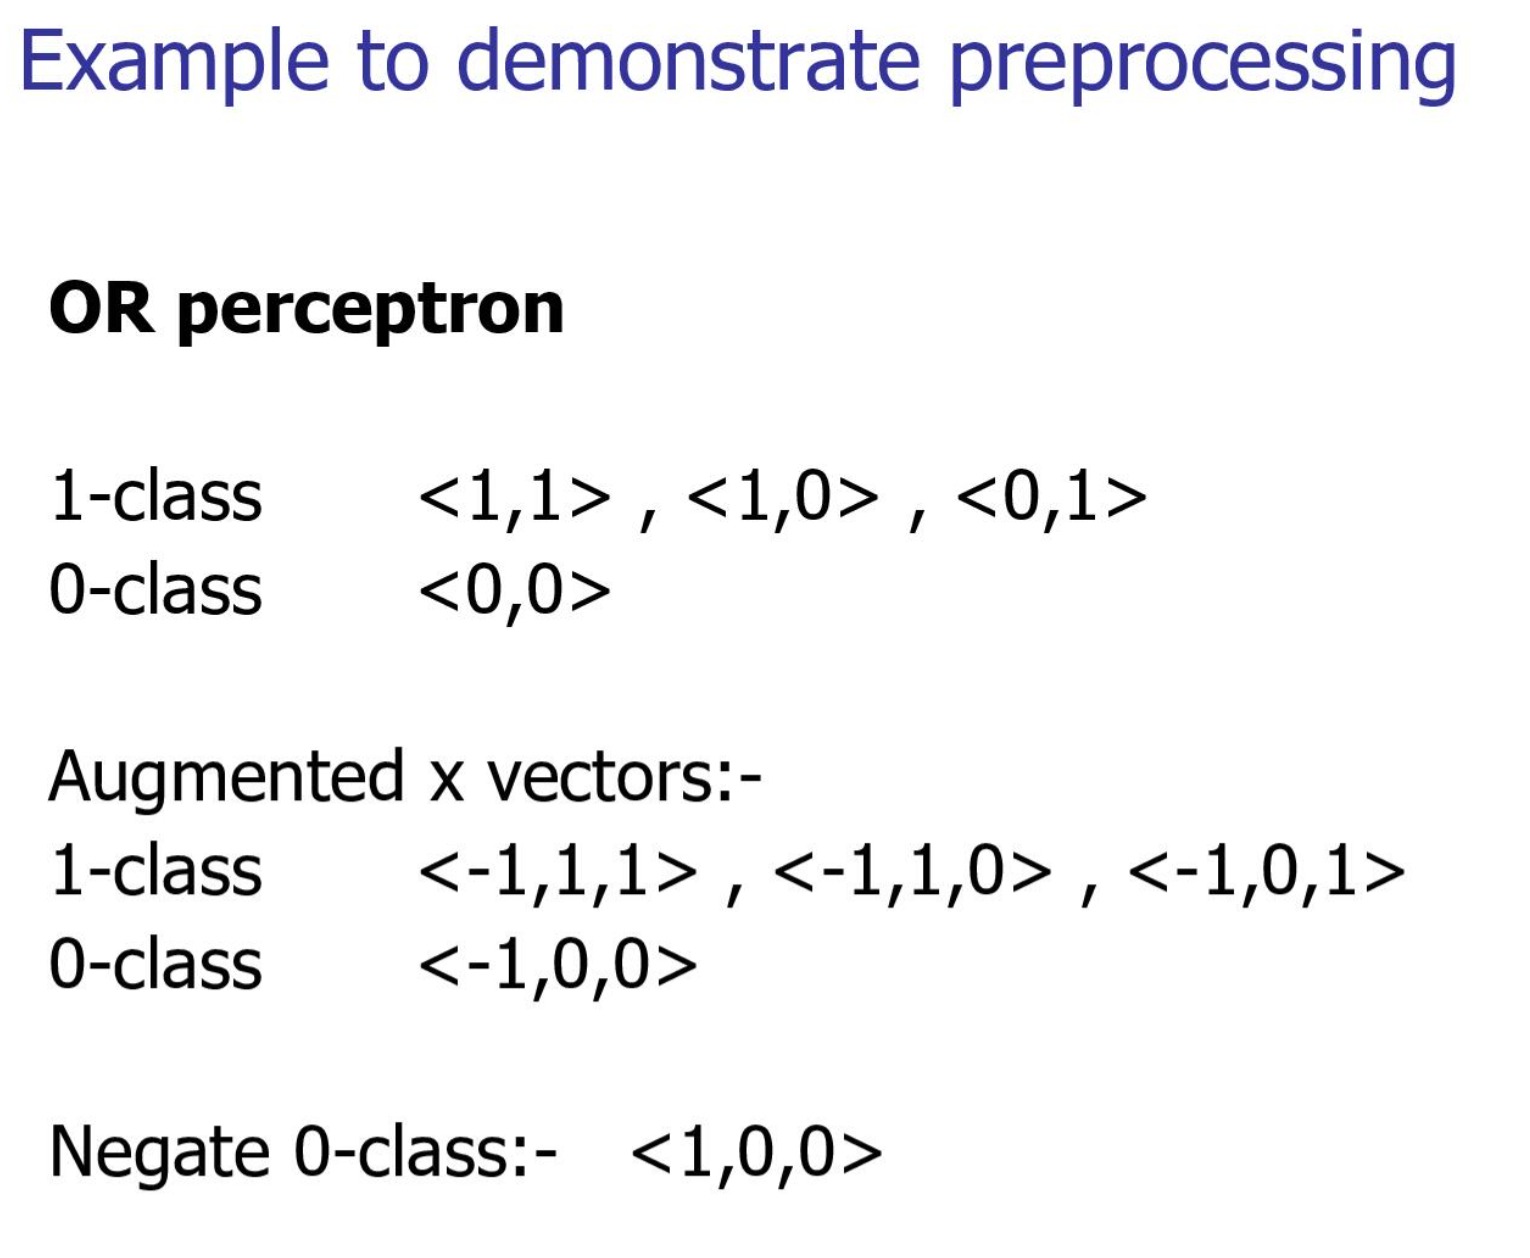 Example to demonstrate preprocessing
OR perceptron
1-class <1,1> , <1,0> , <0,1>
0-class <0,0>
Augmented x vectors:-
1-class <-1,1,1> , <-1,1,0> , <-1,0,1>
0-class <-1,0,0>
Negate 0-class:- <1,0,0>